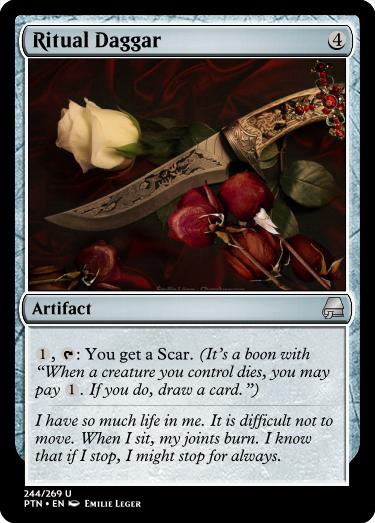 Ritual Daggar
4
Artifact
1, T: You get a Scar. (It's a boon with
“When a creature you control dies, you may
pay 1. If you do, draw a card.”)
I have so much life in me. It is difficult not to
move. When I sit, my joints burn. I know
that if I stop, I might stop for always.
244/269 U
PTN • EN Emilie Leger